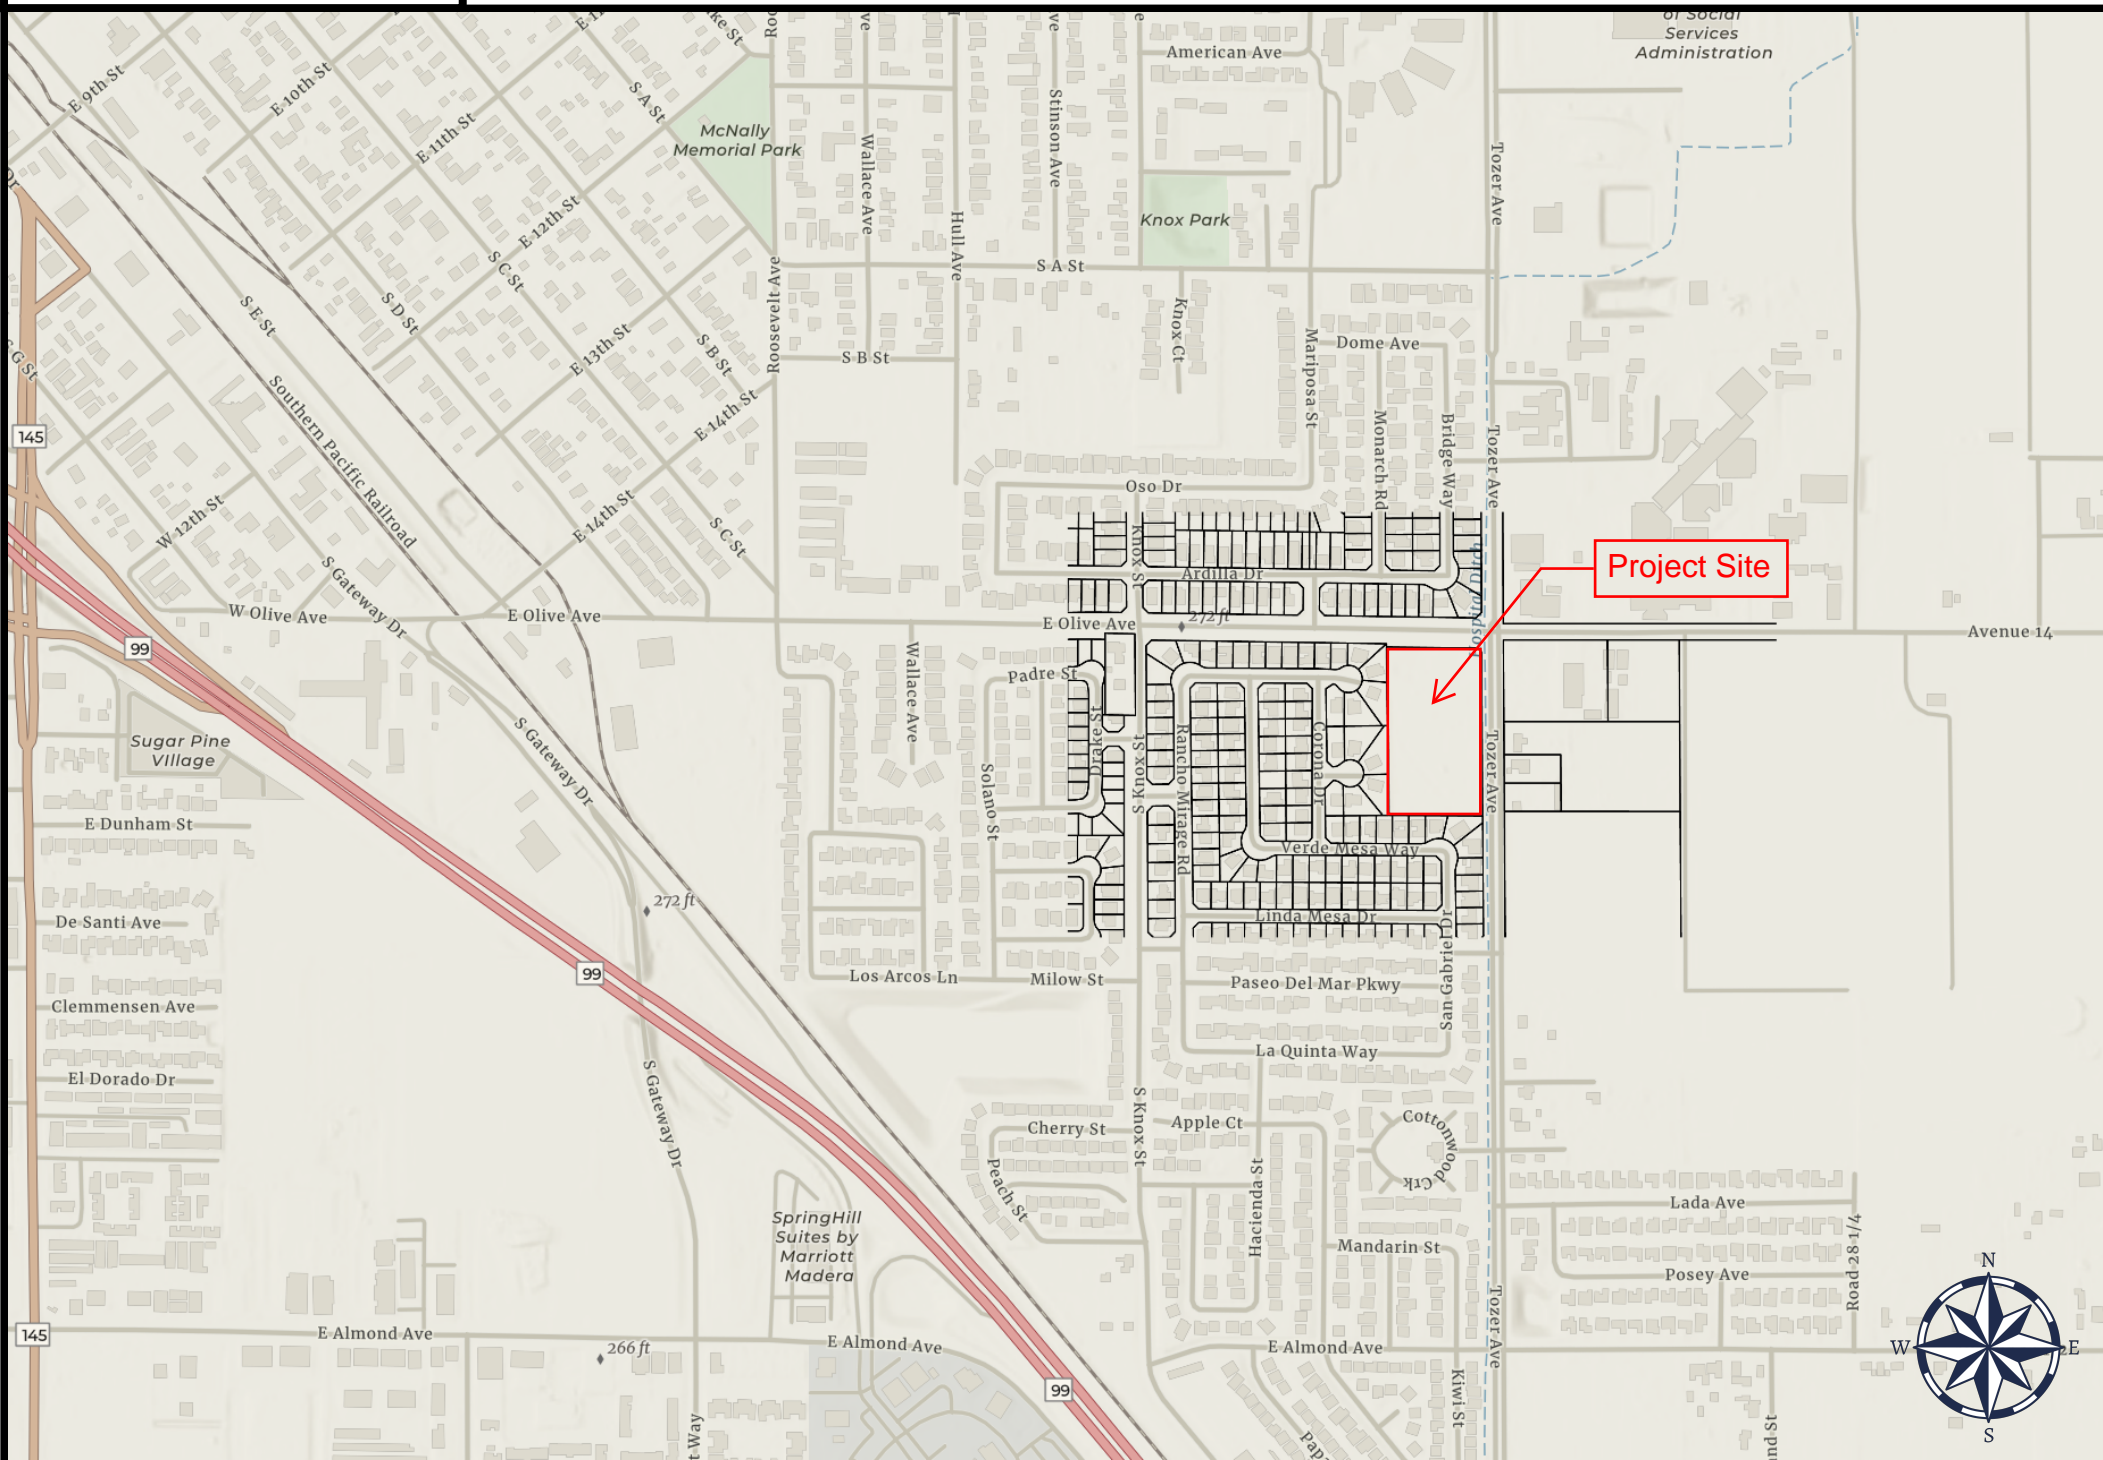 of Social
Services
Administration
American Ave
E 9th St
E 10th St
E 11th St
S A St
McNally
Memorial Park
Wallace Ave
Stinson Ave
Tozer Ave
Knox Park
Hull Ave
E 12th St
S C St
S A St
Roosevelt Ave
S E St
S D St
Knox Ct
E 13th St
S B St
S B St
Mariposa St
Dome Ave
S G St
Southern Pacific Railroad
E 14th St
Monarch Rd
Bridge Way
Tozer Ave
145
Oso Dr
W 12th St
E 14th St
S C St
Knox St
Ardilla Dr
Project Site
S Gateway Dr
W Olive Ave
E Olive Ave
E Olive Ave
272 ft
Avenue 14
99
Padre St
Wallace Ave
Drake St
S Knox St
Rancho Mirage Rd
Corona Dr
Tozer Ave
Sugar Pine
VIllage
S Gateway Dr
Solano St
E Dunham St
Verde Mesa Way
272 ft
De Santi Ave
Linda Mesa Dr
San Gabriel Dr
99
Los Arcos Ln
Milow St
Paseo Del Mar Pkwy
Clemmensen Ave
La Quinta Way
El Dorado Dr
S Gateway Dr
S Knox St
Cherry St
Apple Ct
Cottonwood Crk
Peach St
Hacienda St
Lada Ave
SpringHill
Suites by
Marriott
Madera
Mandarin St
Posey Ave
Road 28 1/4
Tozer Ave
145
E Almond Ave
E Almond Ave
E Almond Ave
266 ft
99
Kiwi St
N
W
E
S